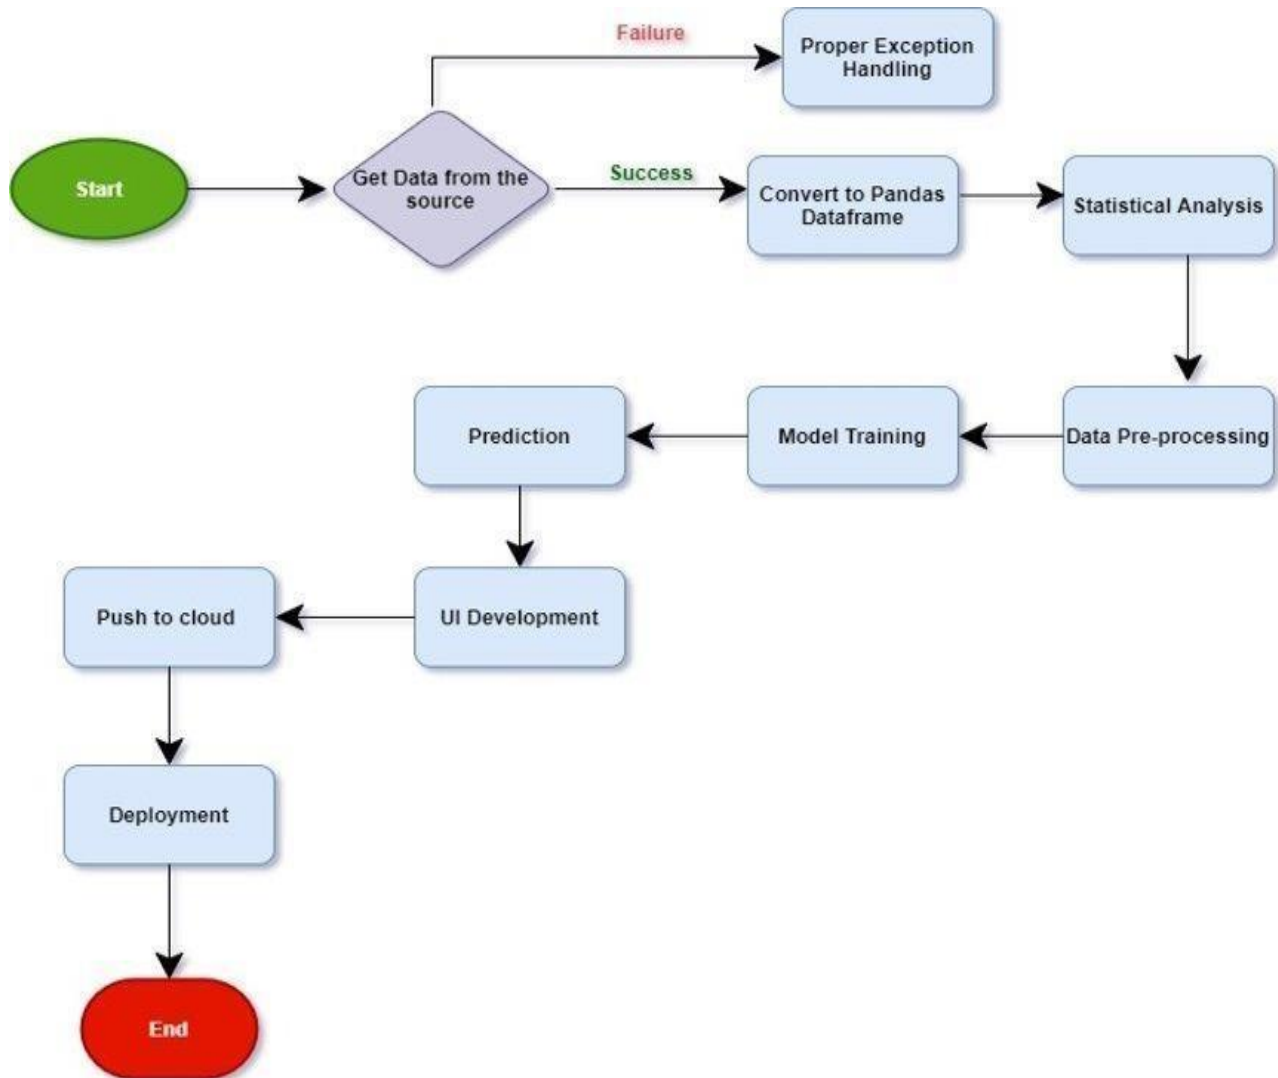 Failure
Proper Exception
Handling
Start
Get Data from the
source
Success
Convert to Pandas
Dataframe
Statistical Analysis
Prediction
Model Training
Data Pre-processing
Push to cloud
UI Development
Deployment
End